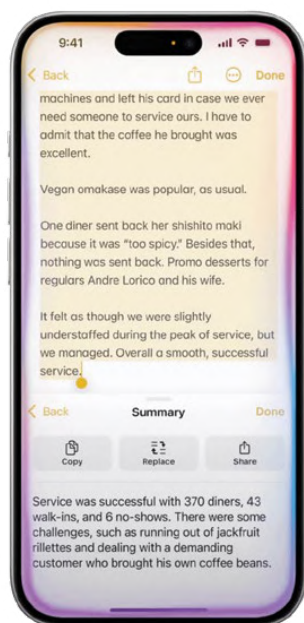 9:41
Back
Done
machines and left his card in case we ever
need someone to service ours. I have to
admit that the coffee he brought was
excellent.
Vegan omakase was popular, as usual.
One diner sent back her shishito maki
because it was “too spicy.” Besides that,
nothing was sent back. Promo desserts for
regulars Andre Lorico and his wife.
It felt as though we were slightly
understaffed during the peak of service, but
we managed. Overall a smooth, successful
service.
Back Summary Done
Copy Replace Share
Service was successful with 370 diners, 43
walk-ins, and 6 no-shows. There were some
challenges, such as running out of jackfruit
rillettes and dealing with a demanding
customer who brought his own coffee beans.